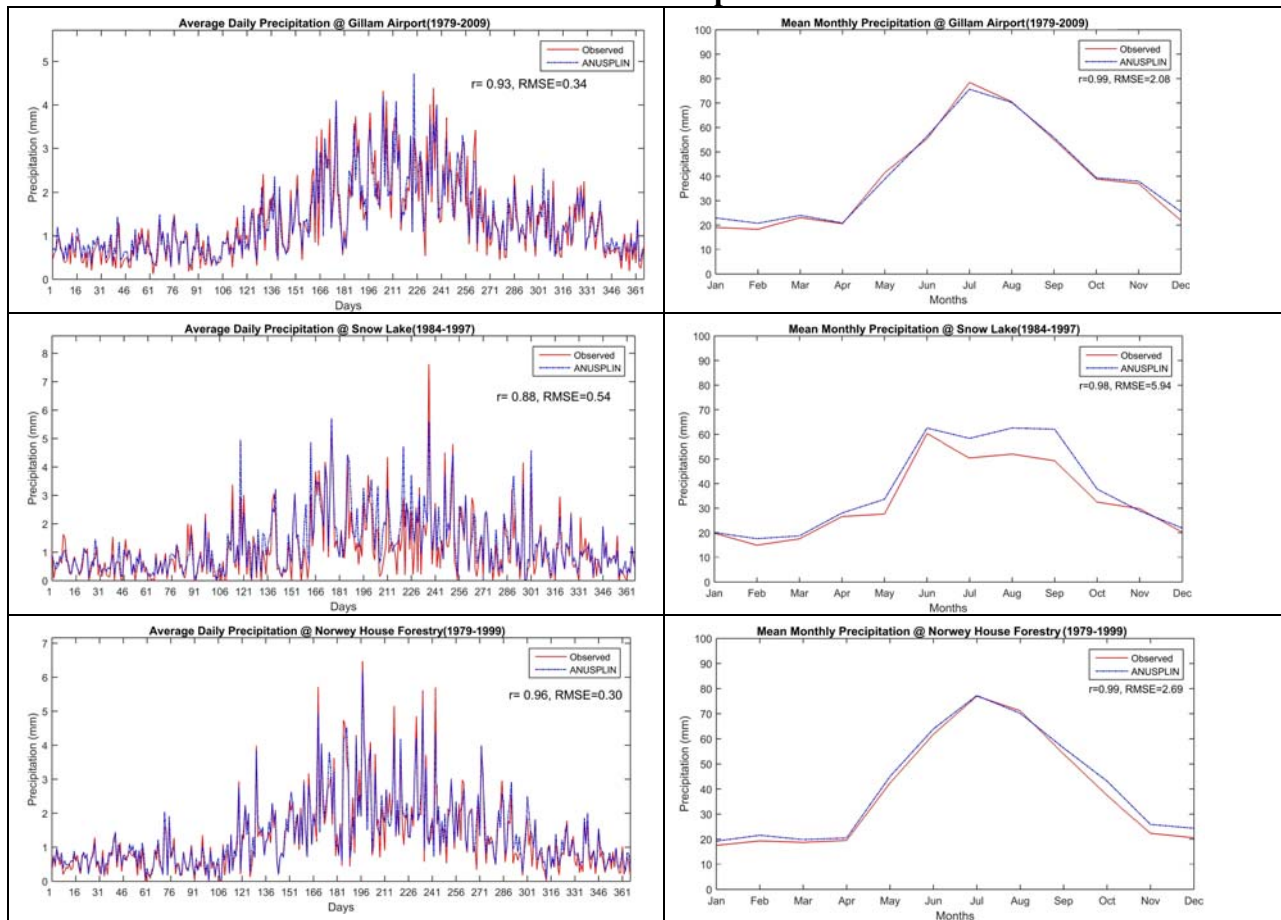 Average Daily Precipitation @ Gillam Airport(1979-2009)
Precipitation (mm)
5
4
3
2
1
0
Observed
ANUSPLIN
r= 0.93, RMSE=0.34
1 16 31 46 61 76 91 106 121 136 151 166 181 196 211 226 241 256 271 286 301 316 331 346 361
Days
Mean Monthly Precipitation @ Gillam Airport(1979-2009)
Precipitation (mm)
100
90
80
70
60
50
40
30
20
10
0
Observed
ANUSPLIN
r=0.99, RMSE=2.08
Jan Feb Mar Apr May Jun Jul Aug Sep Oct Nov Dec
Months
Average Daily Precipitation @ Snow Lake(1984-1997)
Precipitation (mm)
8
7
6
5
4
3
2
1
0
Observed
ANUSPLIN
r= 0.88, RMSE=0.54
1 16 31 46 61 76 91 106 121 136 151 166 181 196 211 226 241 256 271 286 301 316 331 346 361
Days
Mean Monthly Precipitation @ Snow Lake(1984-1997)
Precipitation (mm)
100
90
80
70
60
50
40
30
20
10
0
Observed
ANUSPLIN
r=0.98, RMSE=5.94
Jan Feb Mar Apr May Jun Jul Aug Sep Oct Nov Dec
Months
Average Daily Precipitation @ Norwey House Forestry(1979-1999)
Precipitation (mm)
7
6
5
4
3
2
1
0
Observed
ANUSPLIN
r= 0.96, RMSE=0.30
1 16 31 46 61 76 91 106 121 136 151 166 181 196 211 226 241 256 271 286 301 316 331 346 361
Days
Mean Monthly Precipitation @ Norwey House Forestry(1979-1999)
Precipitation (mm)
100
90
80
70
60
50
40
30
20
10
0
Observed
ANUSPLIN
r=0.99, RMSE=2.69
Jan Feb Mar Apr May Jun Jul Aug Sep Oct Nov Dec
Months